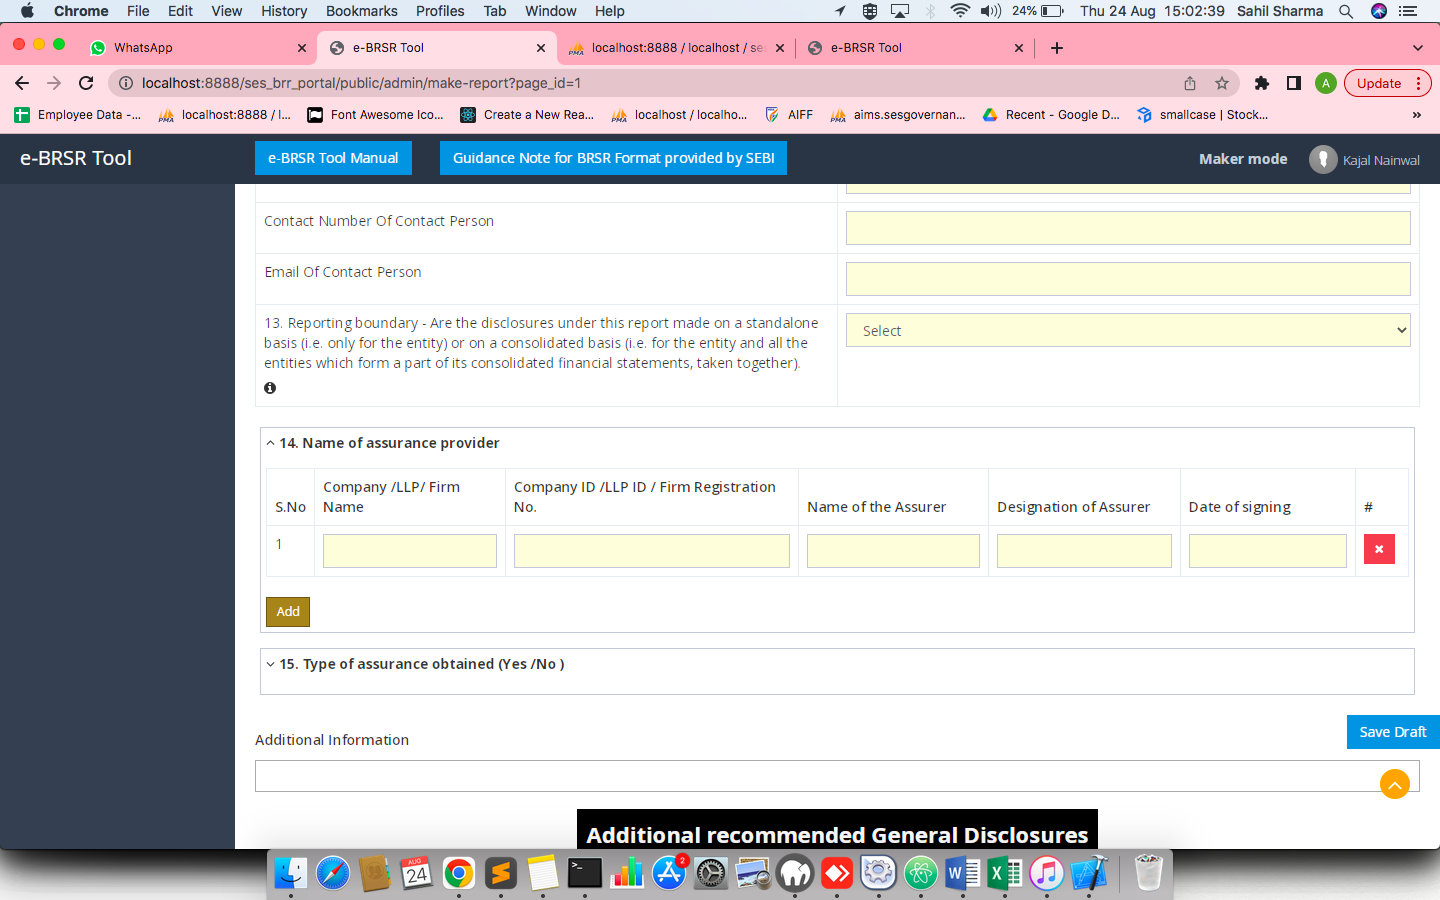 Chrome File Edit View History Bookmarks Profiles Tab Window Help 24% Thu 24 Aug 15:02:39 Sahil Sharma
WhatsApp e-BRSR Tool localhost:8888 / localhost / se e-BRSR Tool
localhost:8888/ses_brr_portal/public/admin/make-report?page_id=1 A Update
Employee Data -... localhost:8888 / l... Font Awesome Ico... Create a New Rea... localhost / localho... AIFF aims.sesgovernan... Recent - Google D... smallcase | Stock... »
e-BRSR Tool e-BRSR Tool Manual Guidance Note for BRSR Format provided by SEBI Maker mode Kajal Nainwal
Contact Number Of Contact Person
Email Of Contact Person
13. Reporting boundary - Are the disclosures under this report made on a standalone
basis (i.e. only for the entity) or on a consolidated basis (i.e. for the entity and all the
entities which form a part of its consolidated financial statements, taken together).
Select
14. Name of assurance provider
S.No Company /LLP/ Firm Name Company ID /LLP ID / Firm Registration No. Name of the Assurer Designation of Assurer Date of signing #
1
Add
15. Type of assurance obtained (Yes /No )
Save Draft
Additional Information
Additional recommended General Disclosures
AUG
24
2